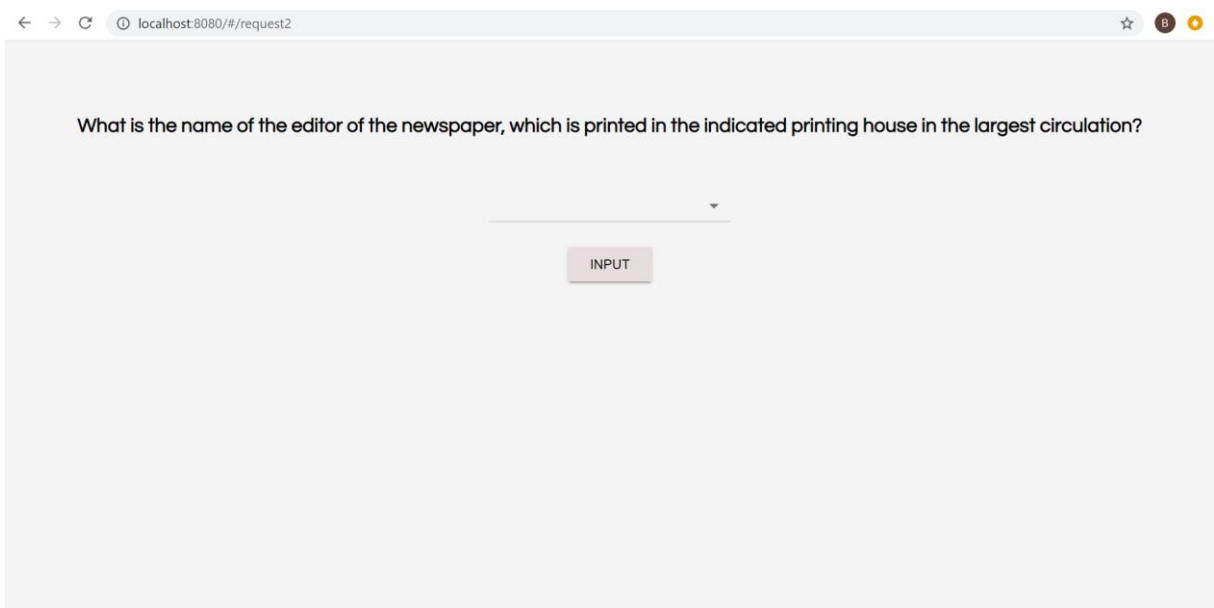 localhost:8080/#/request2
B
What is the name of the editor of the newspaper, which is printed in the indicated printing house in the largest circulation?
INPUT